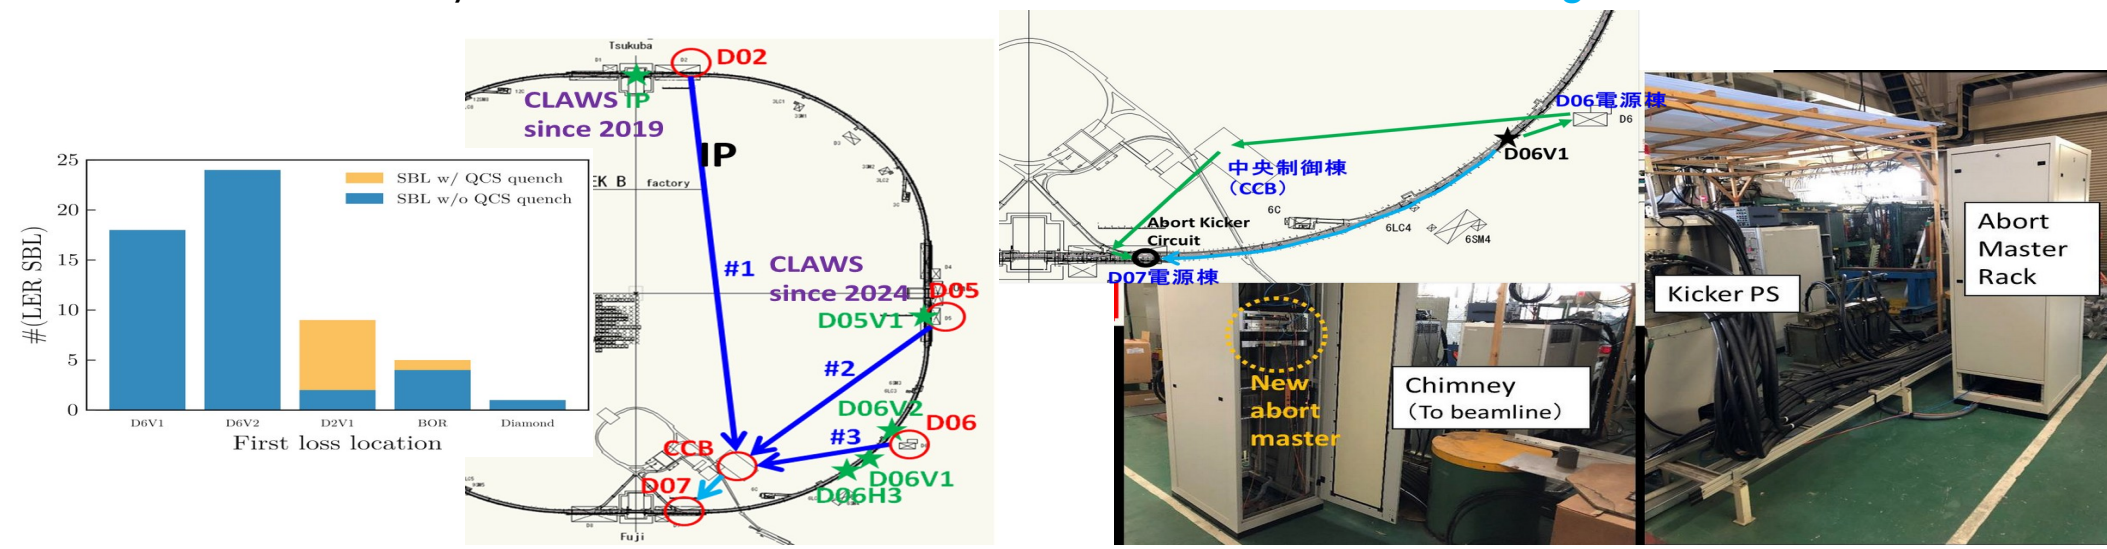 25
20
15
10
5
0
#(LER SBL)
SBL w/ QCS quench
SBL w/o QCS quench
D6V1
D6V2
D2V1
BOR
Diamond
First loss location
Tsukuba
D1
D2
D02
CLAWS IP
since 2019
IP
EK B factory
#1
CLAWS
since 2024
D4
D05
D05V1
#2
D06V2
D06
#3
CCB
D06V1
D07
D06H3
Fuji
D06電源棟
D6
D06V1
中央制御棟
(CCB)
6C
Abort Kicker
Circuit
6LC4
6SM4
D07電源棟
New
abort
master
Chimney
(To beamline)
Kicker PS
Abort
Master
Rack